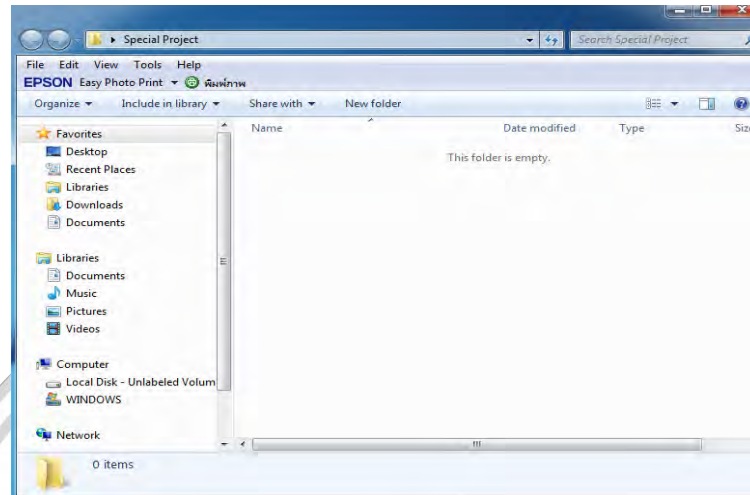 Special Project
Search Special Project
File Edit View Tools Help
EPSON Easy Photo Print พิมพ์ภาพ
Organize Include in library Share with New folder
Name Date modified Type Size
This folder is empty.
Favorites
Desktop
Recent Places
Libraries
Downloads
Documents
Libraries
Documents
Music
Pictures
Videos
Computer
Local Disk - Unlabeled Volum
WINDOWS
Network
0 items